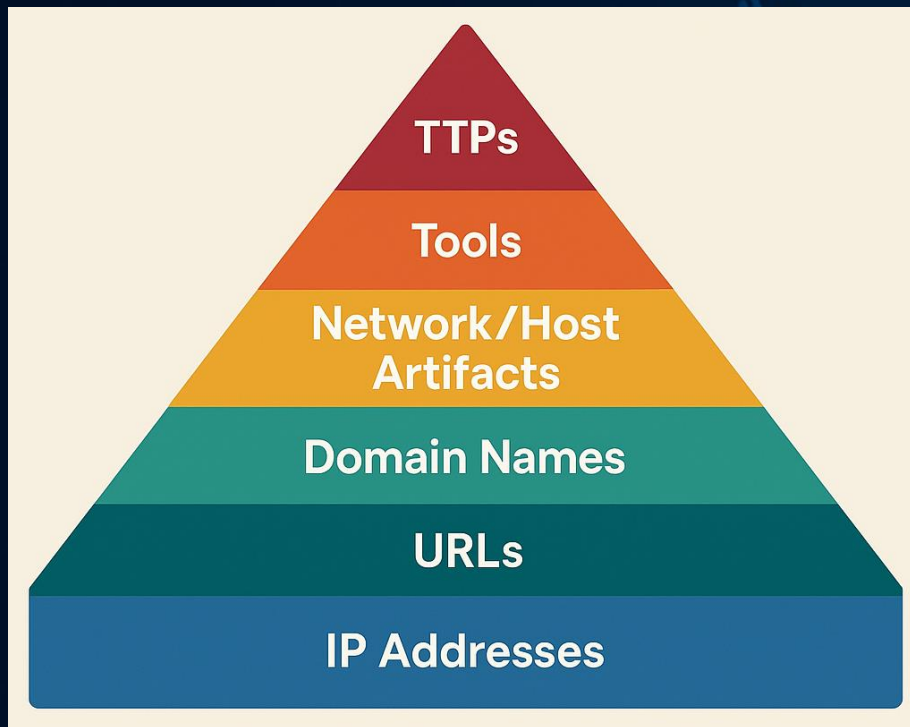 TTPs
Tools
Network/Host
Artifacts
Domain Names
URLs
IP Addresses